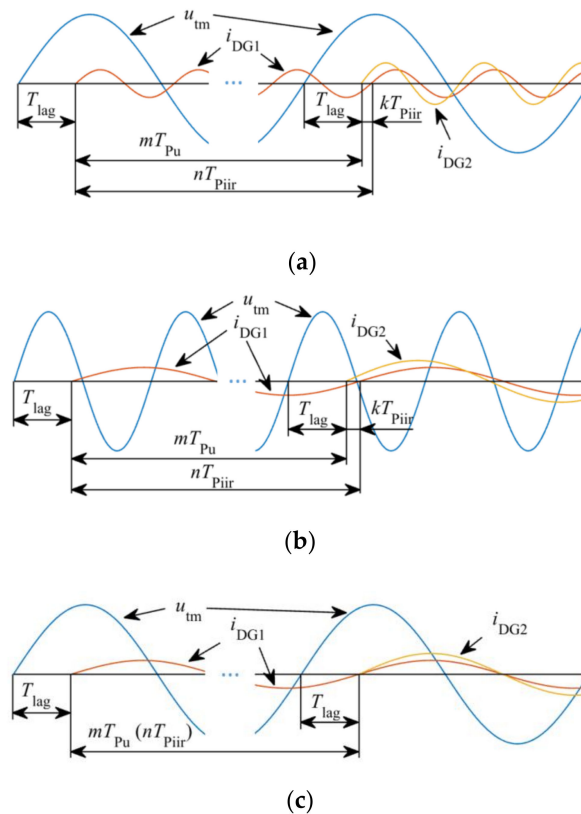 u_tm
i_DG1
...
T_lag
T_lag
kT_Piir
mT_Pu
i_DG2
nT_Piir
(a)
u_tm
i_DG1
i_DG2
...
T_lag
T_lag
kT_Piir
mT_Pu
nT_Piir
(b)
u_tm
i_DG1
i_DG2
...
T_lag
T_lag
mT_Pu (nT_Piir)
(c)